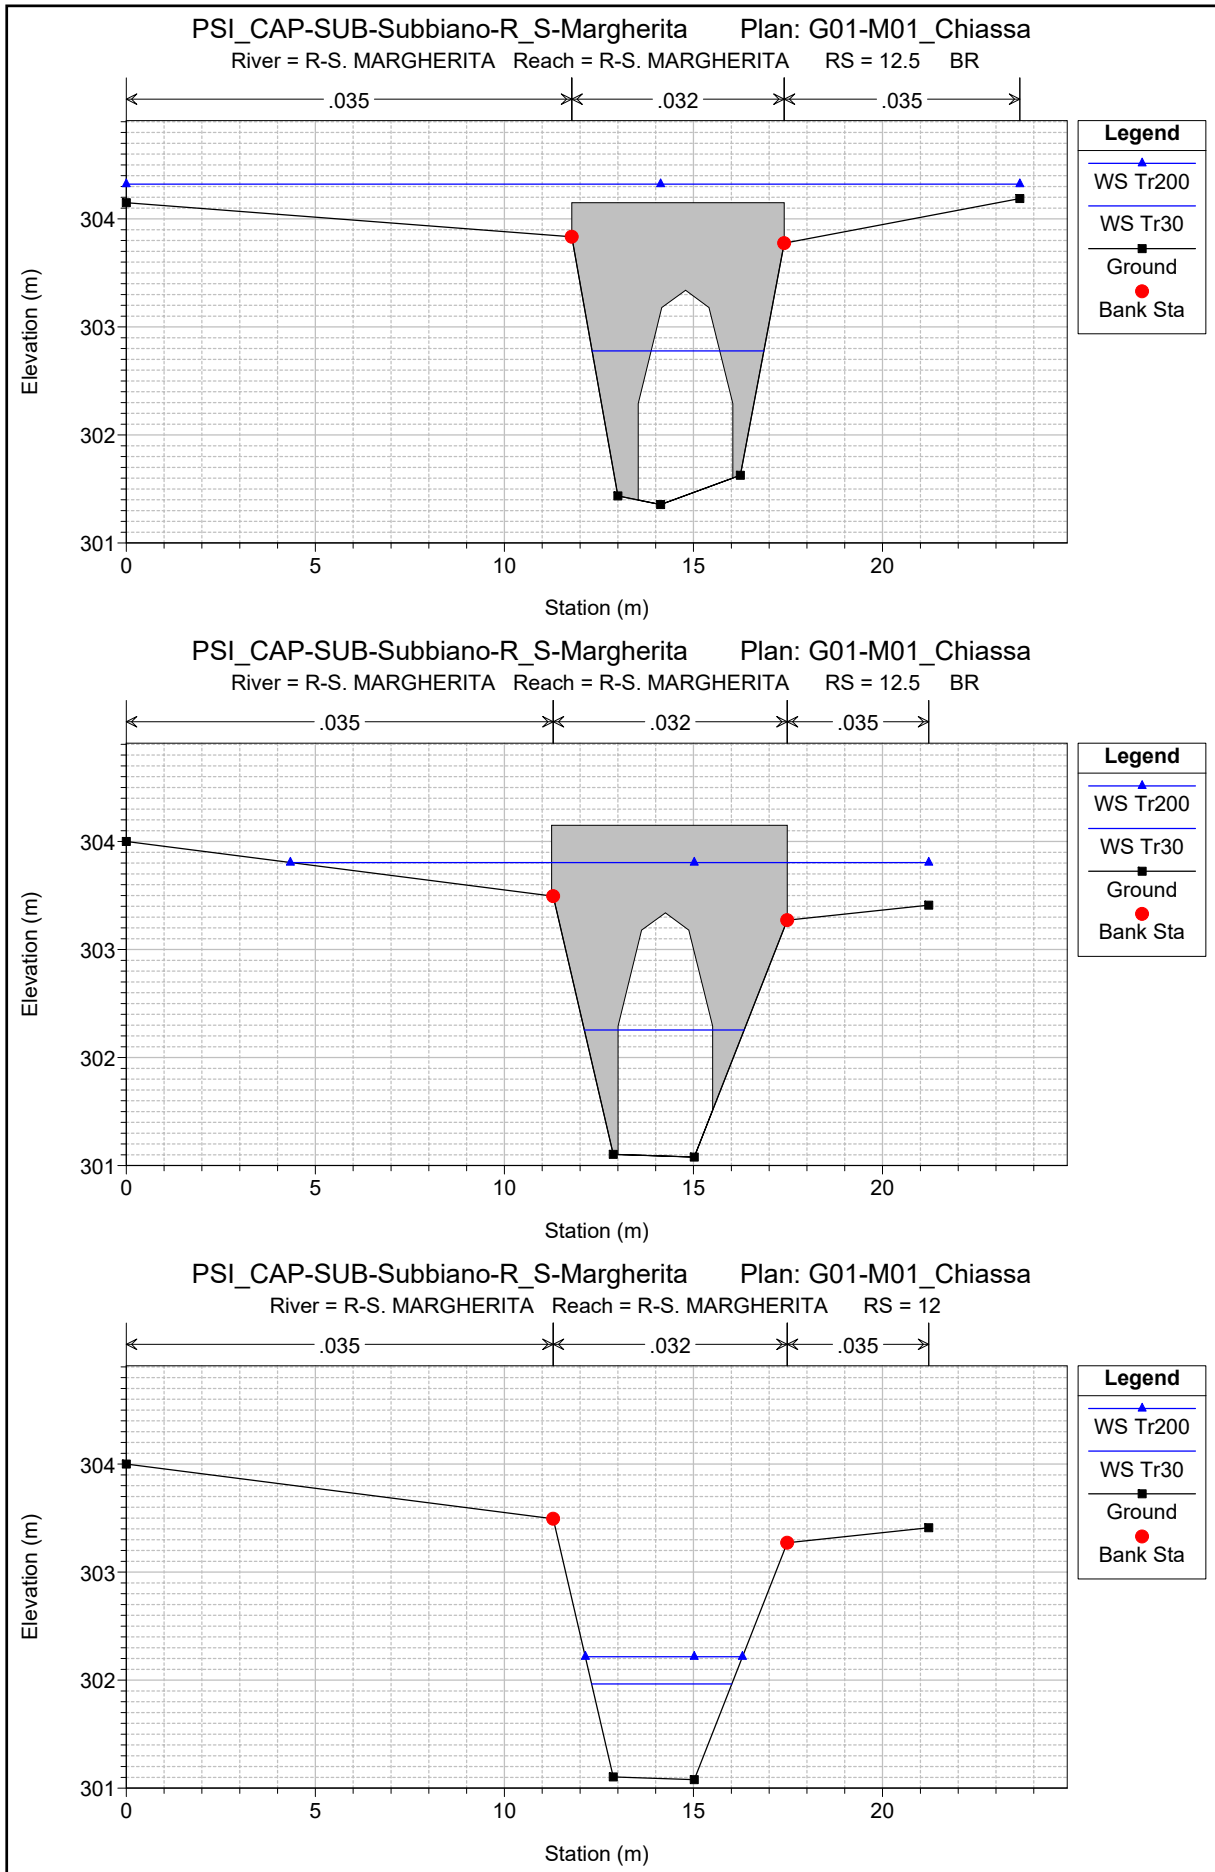 PSI_CAP-SUB-Subbiano-R_S-Margherita Plan: G01-M01_Chiassa
River = R-S. MARGHERITA Reach = R-S. MARGHERITA RS = 12.5 BR
.035 .032 .035
Legend
WS Tr200
WS Tr30
Ground
Bank Sta
304
303
302
301
Elevation (m)
0 5 10 15 20
Station (m)
PSI_CAP-SUB-Subbiano-R_S-Margherita Plan: G01-M01_Chiassa
River = R-S. MARGHERITA Reach = R-S. MARGHERITA RS = 12.5 BR
.035 .032 .035
Legend
WS Tr200
WS Tr30
Ground
Bank Sta
304
303
302
301
Elevation (m)
0 5 10 15 20
Station (m)
PSI_CAP-SUB-Subbiano-R_S-Margherita Plan: G01-M01_Chiassa
River = R-S. MARGHERITA Reach = R-S. MARGHERITA RS = 12
.035 .032 .035
Legend
WS Tr200
WS Tr30
Ground
Bank Sta
304
303
302
301
Elevation (m)
0 5 10 15 20
Station (m)